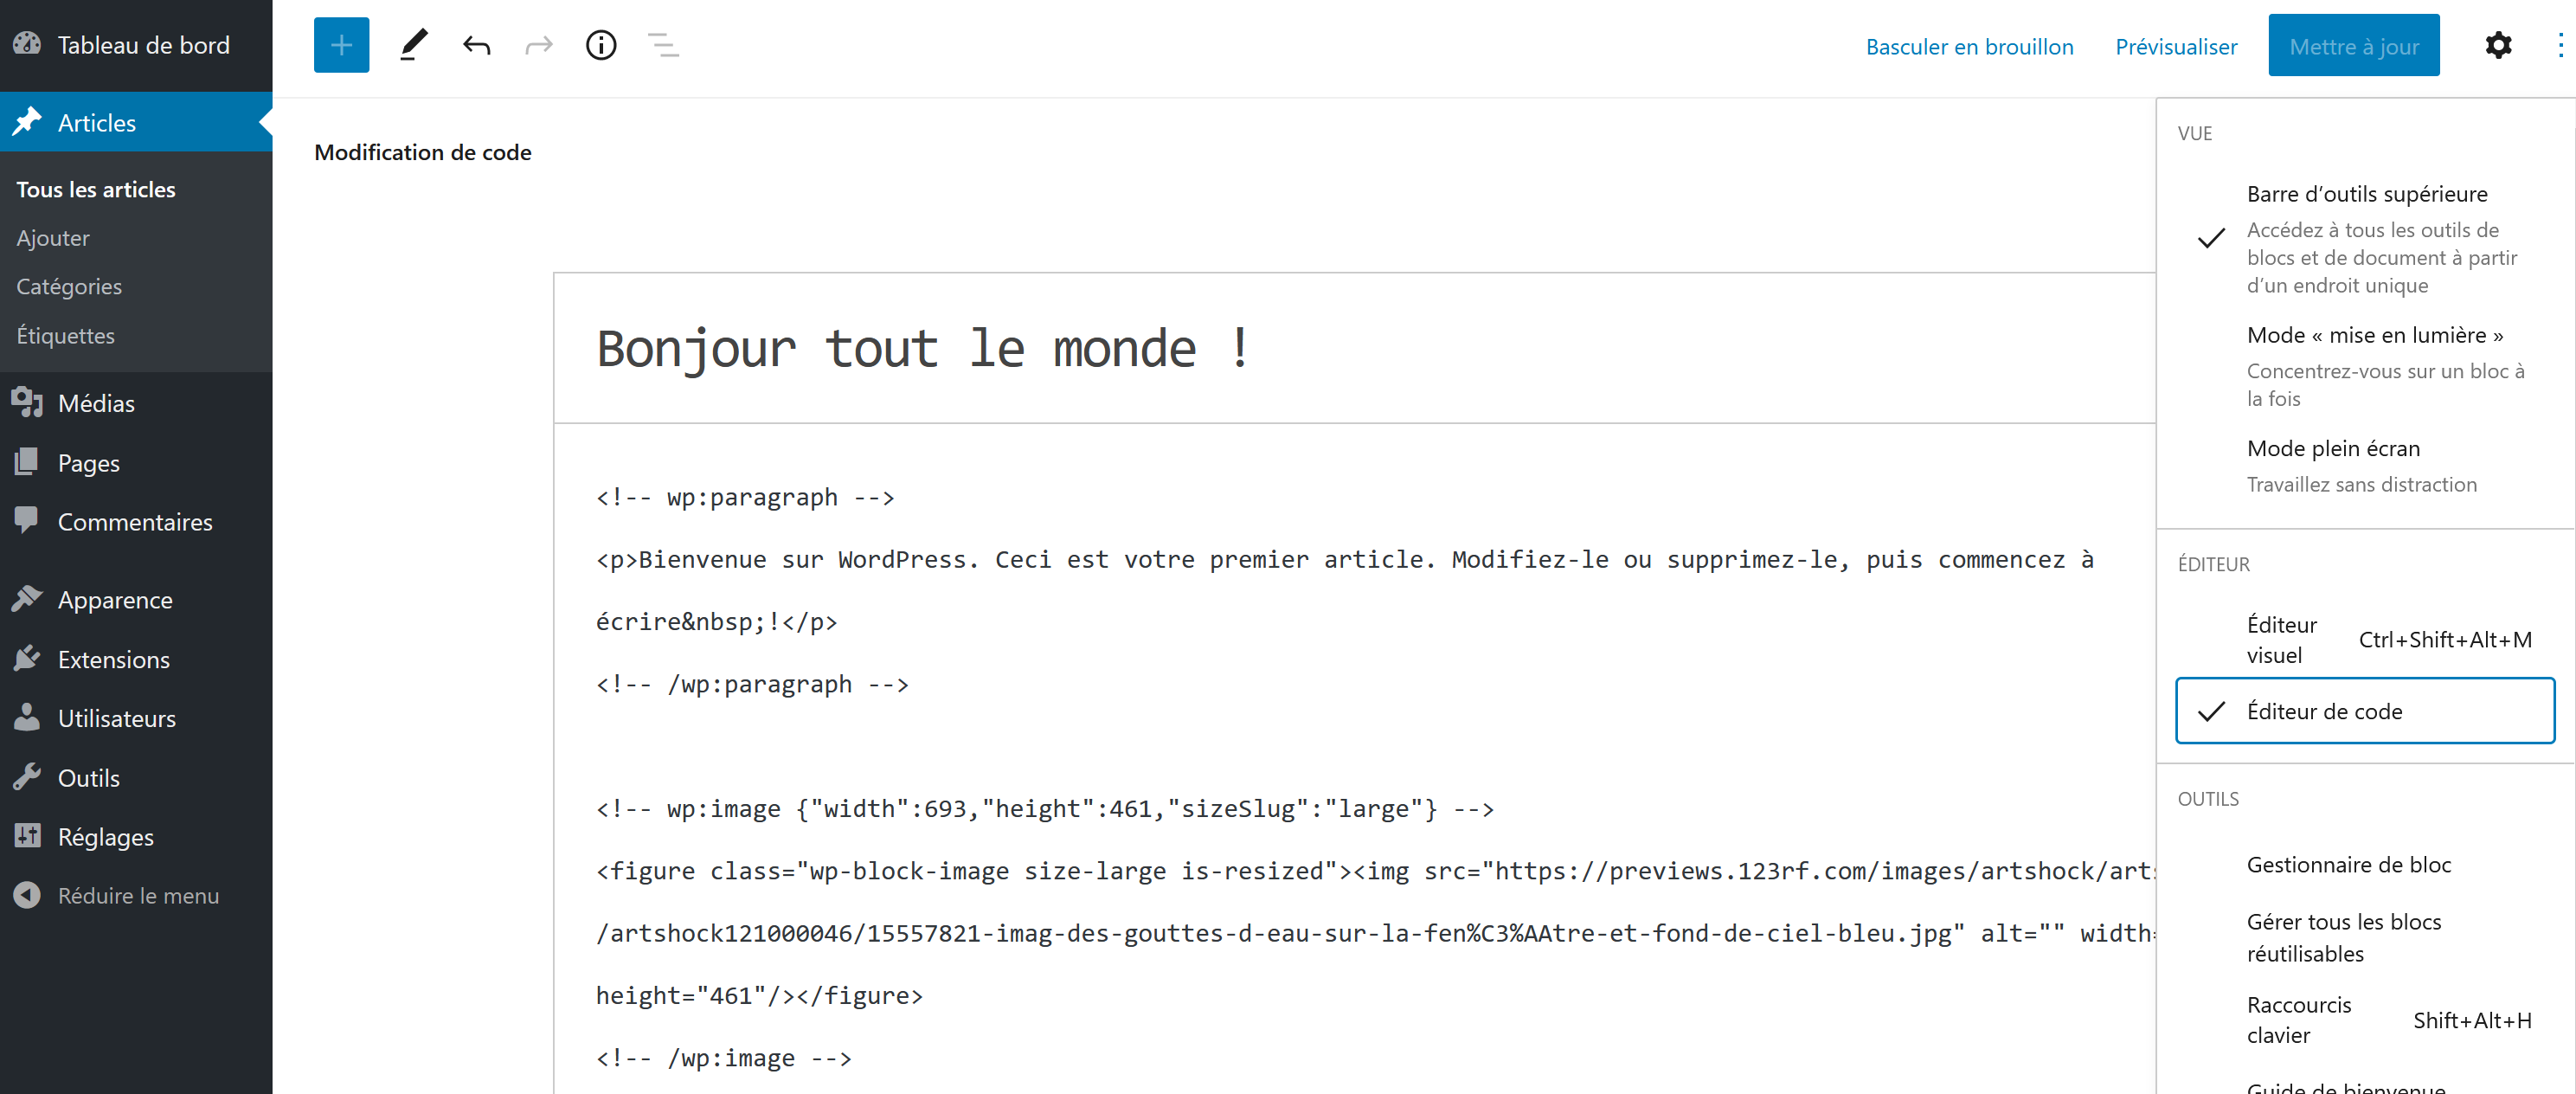 Tableau de bord
Articles
Tous les articles
Ajouter
Catégories
Étiquettes
Médias
Pages
Commentaires
Apparence
Extensions
Utilisateurs
Outils
Réglages
Réduire le menu
Basculer en brouillon
Prévisualiser
Mettre à jour
Modification de code
Bonjour tout le monde !
<!-- wp:paragraph -->
<p>Bienvenue sur WordPress. Ceci est votre premier article. Modifiez-le ou supprimez-le, puis commencez à
écrire&nbsp;!</p>
<!-- /wp:paragraph -->
<!-- wp:image {"width":693,"height":461,"sizeSlug":"large"} -->
<figure class="wp-block-image size-large is-resized"><img src="https://previews.123rf.com/images/artshock/art
/artshock121000046/15557821-imag-des-gouttes-d-eau-sur-la-fen%C3%AAtre-et-fond-de-ciel-bleu.jpg" alt="" width
height="461"/></figure>
<!-- /wp:image -->
VUE
Barre d’outils supérieure
Accédez à tous les outils de
blocs et de document à partir
d’un endroit unique
Mode « mise en lumière »
Concentrez-vous sur un bloc à
la fois
Mode plein écran
Travaillez sans distraction
ÉDITEUR
Éditeur
visuel
Ctrl+Shift+Alt+M
Éditeur de code
OUTILS
Gestionnaire de bloc
Gérer tous les blocs
réutilisables
Raccourcis
clavier
Shift+Alt+H
Guide de bienvenue